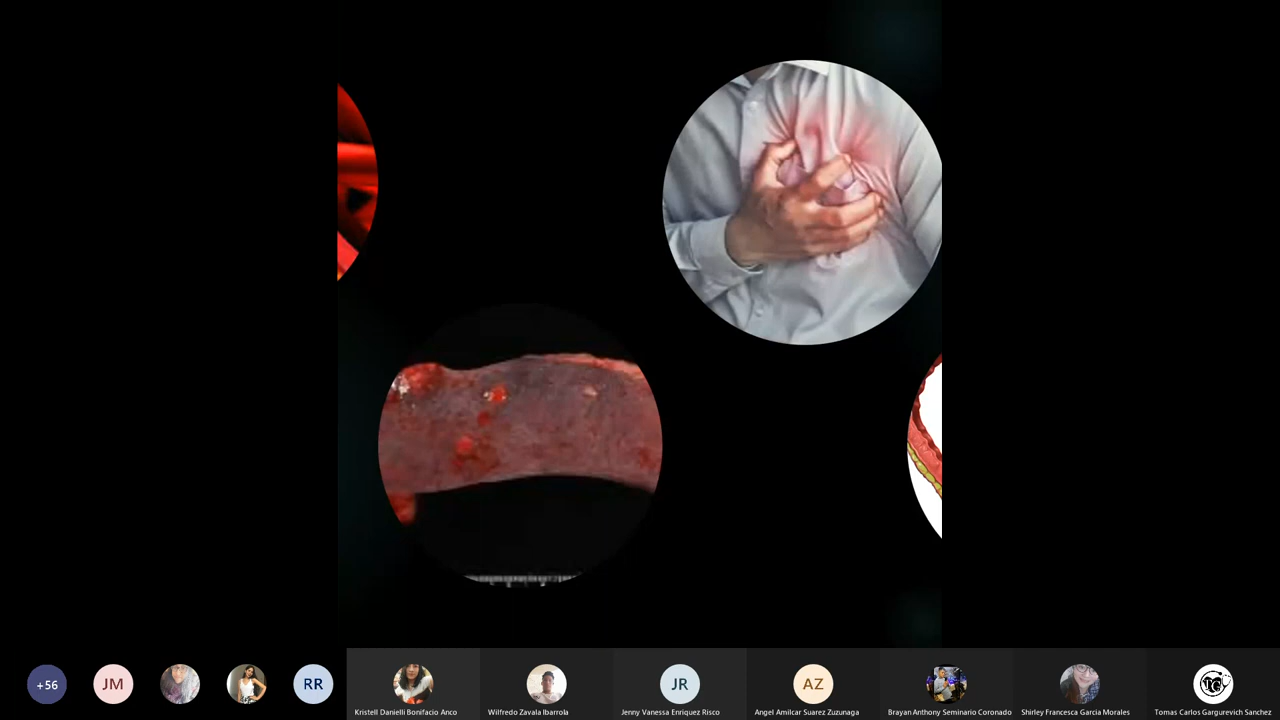 +56
JM
RR
JR
AZ
Kristell Danielli Bonifacio Anco
Wilfredo Zavala Ibarrola
Jenny Vanessa Enriquez Risco
Angel Amilcar Suarez Zuzunaga
Brayan Anthony Seminario Coronado
Shirley Francesca Garcia Morales
Tomas Carlos Gargurevich Sanchez